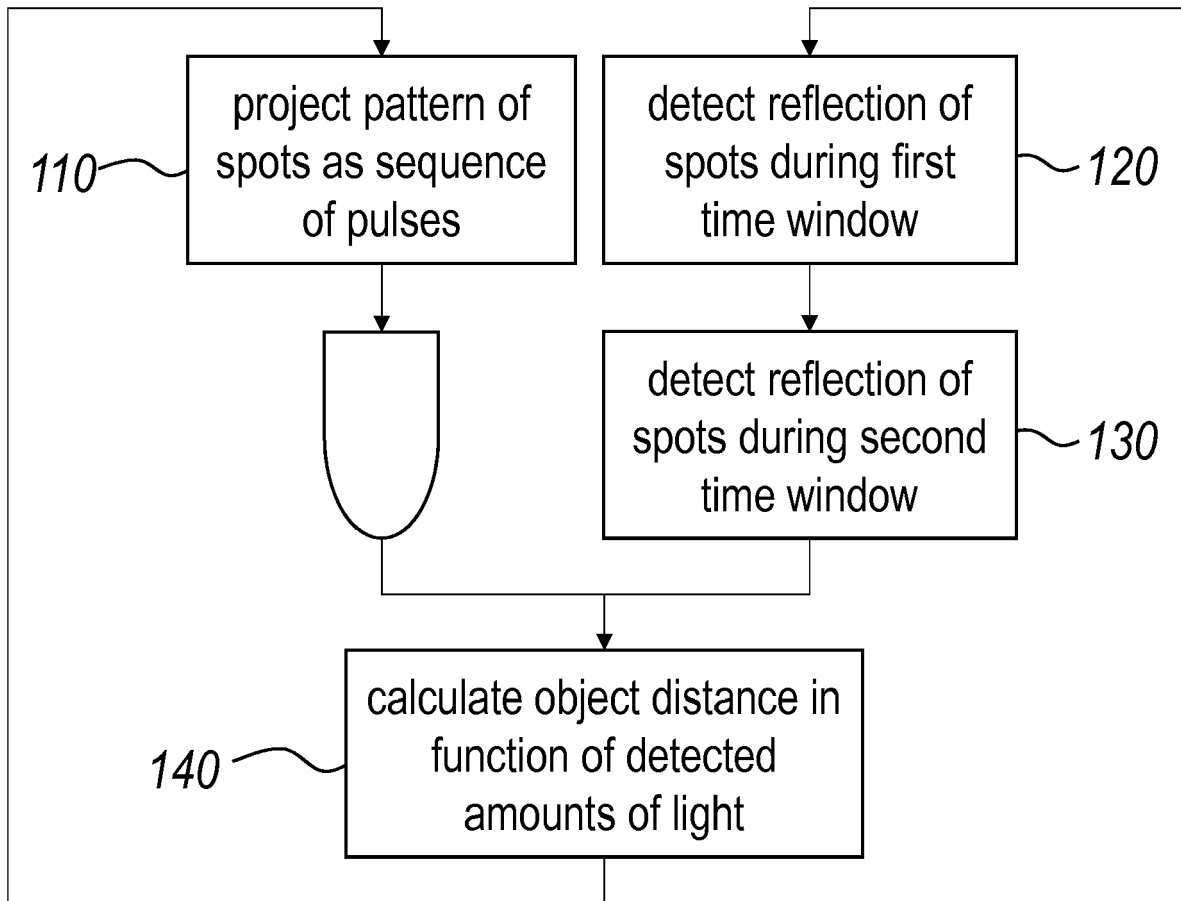 project pattern of
spots as sequence
of pulses
110
detect reflection of
spots during first
time window
120
detect reflection of
spots during second
time window
130
calculate object distance in
function of detected
amounts of light
140